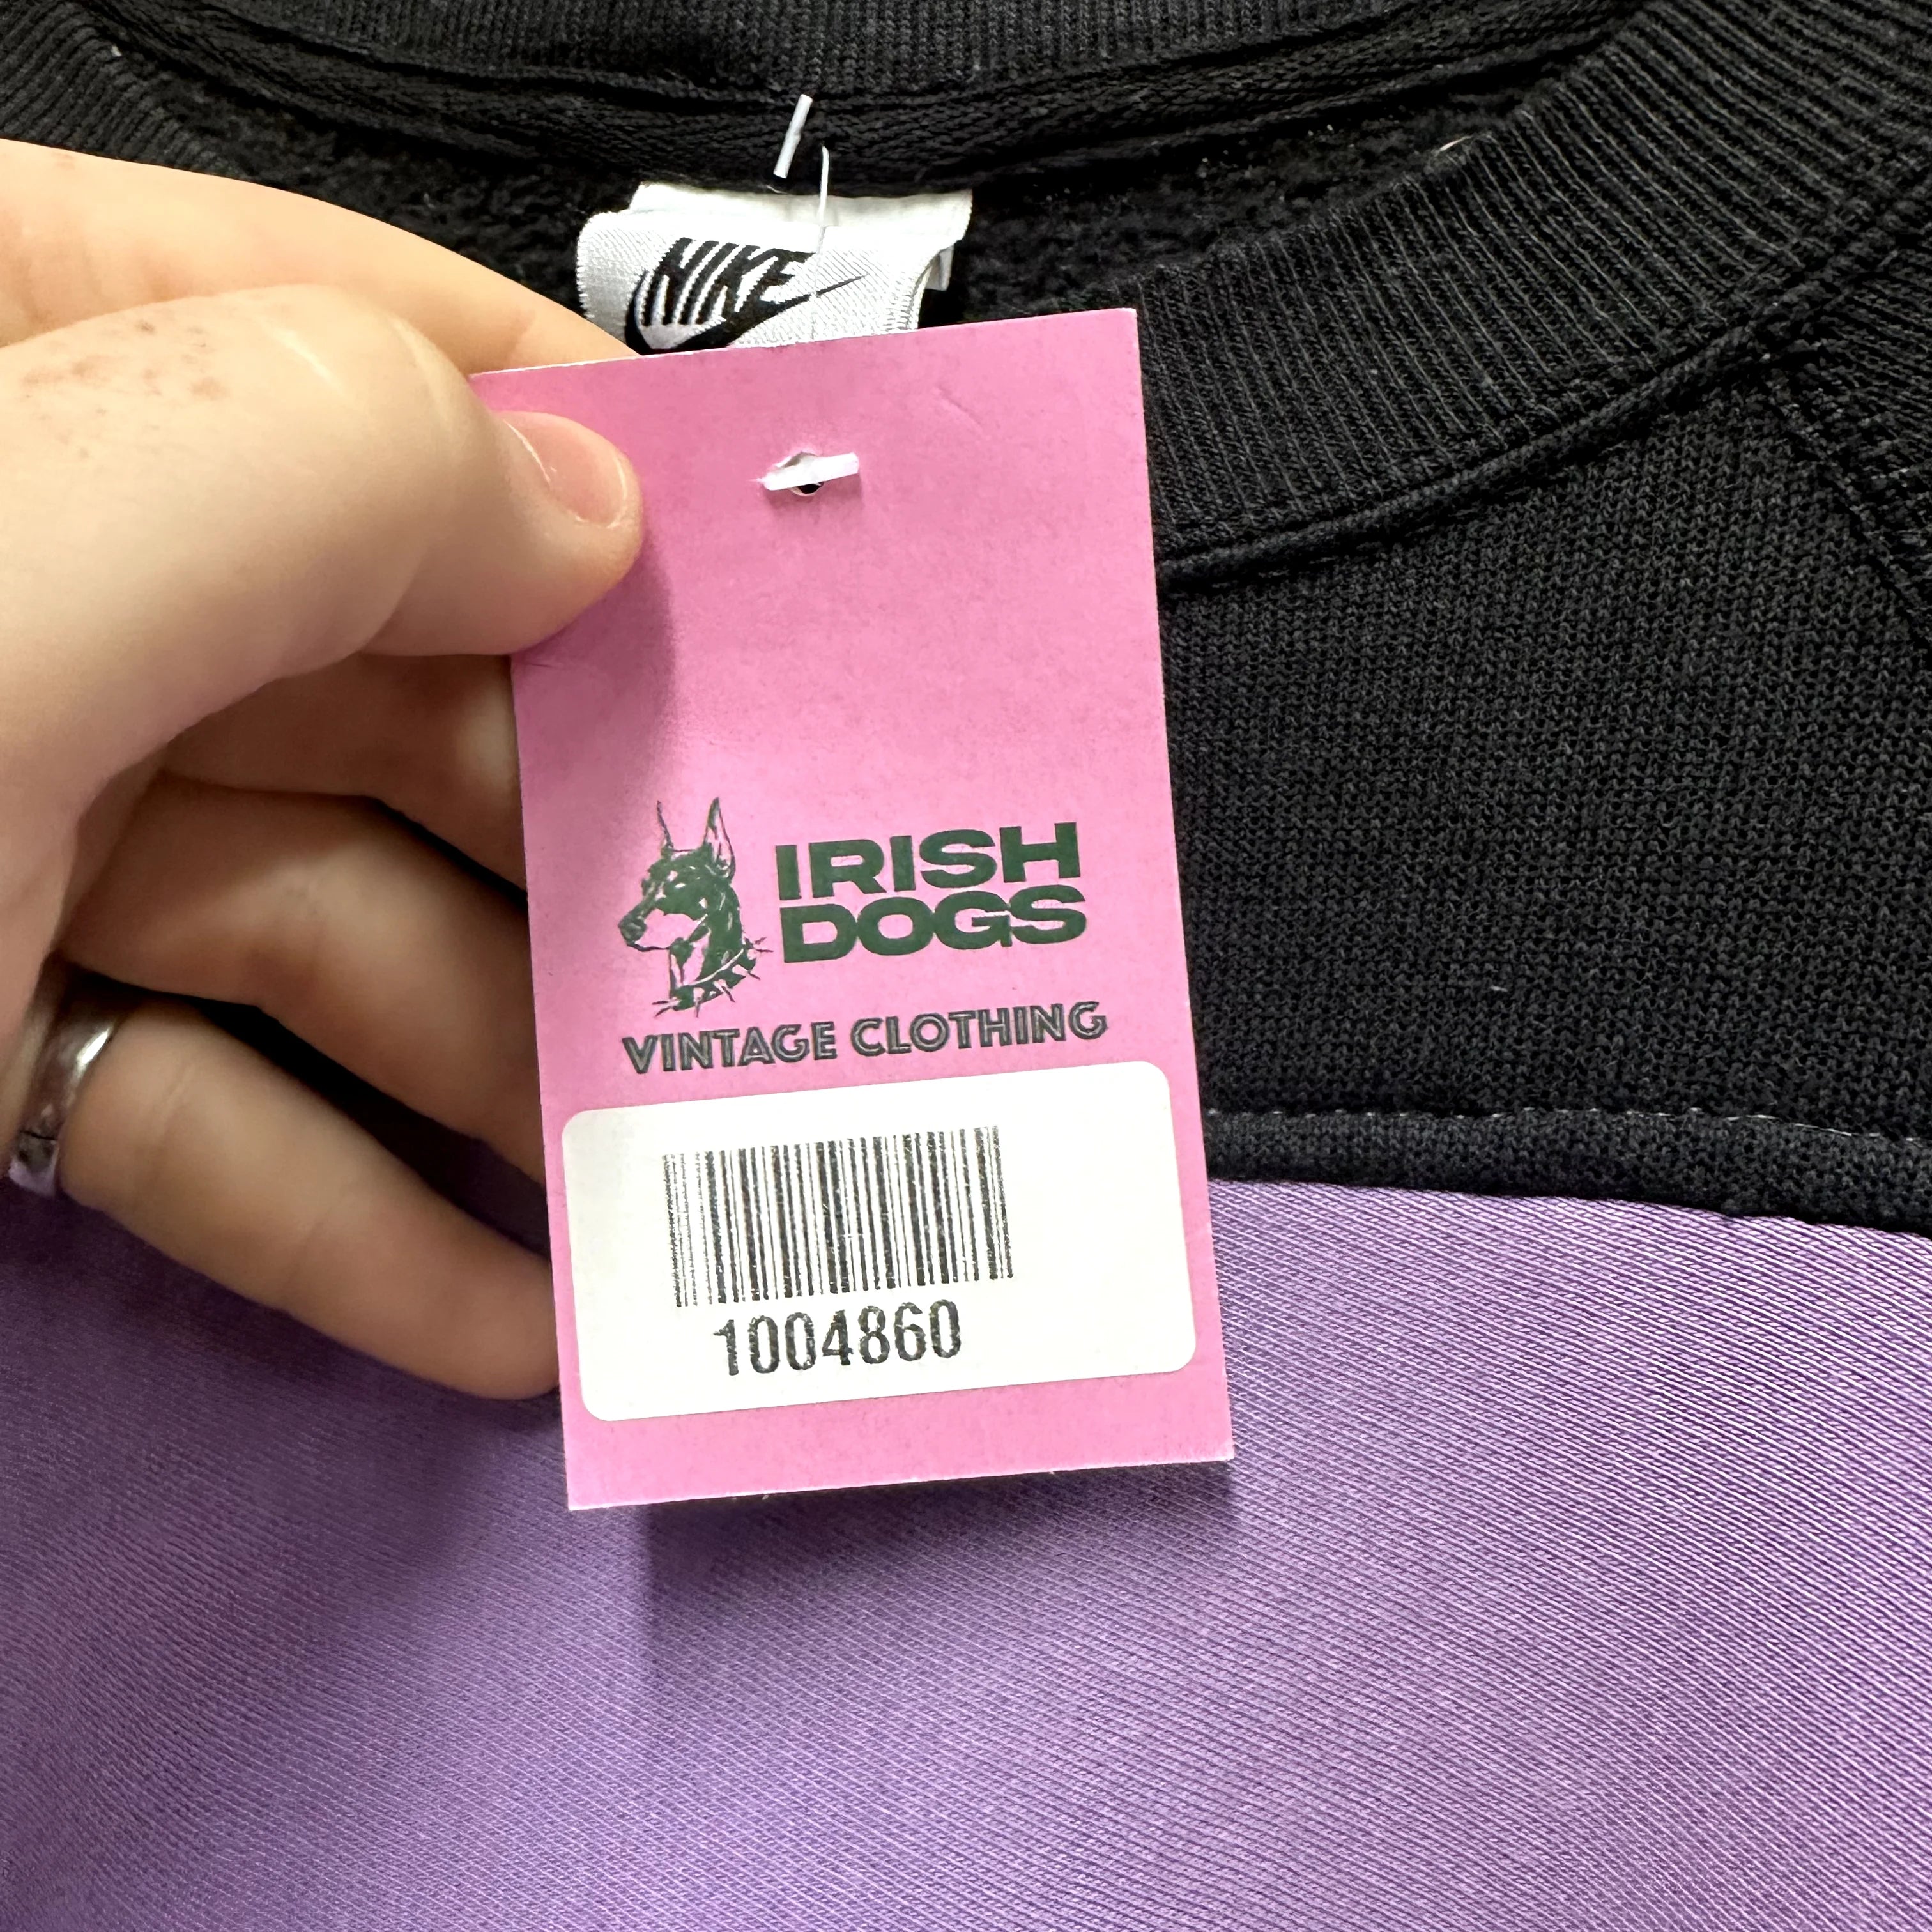 NIKE
IRISH
DOGS
VINTAGE CLOTHING
1004860